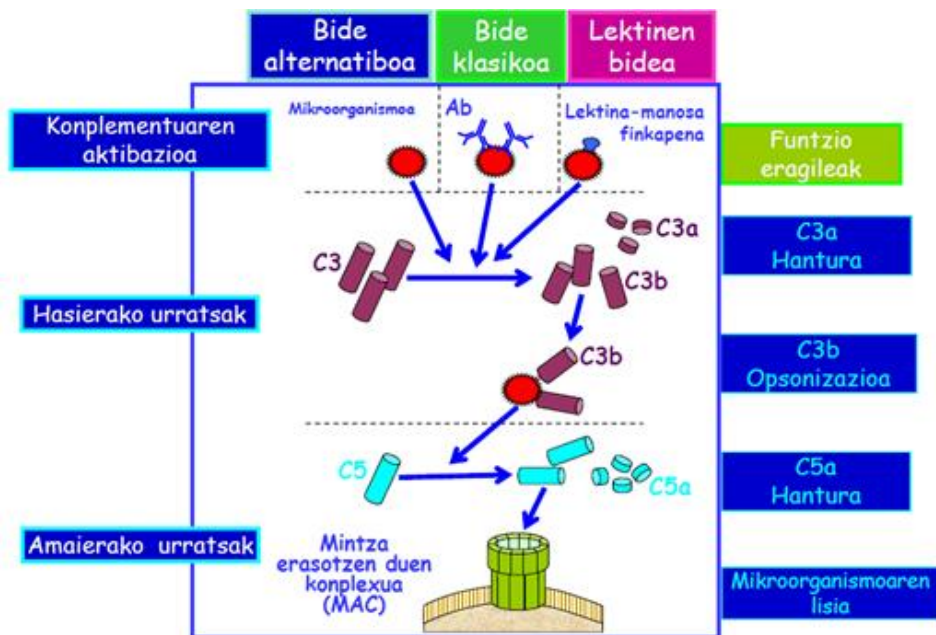 Bide
alternatiboa
Bide
klasikoa
Lektinen
bidea
Konplementuaren
aktibazioa
Mikroorganismoa
Ab
Lektina-manosa
finkapena
Funtzio
eragileak
C3
C3a
C3b
C3a
Hantura
Hasierako urratsak
C3b
C3b
Opsonizazioa
C5
C5a
C5a
Hantura
Amaierako urratsak
Mintza
erasotzen duen
konplexua
(MAC)
Mikroorganismoaren
lisia